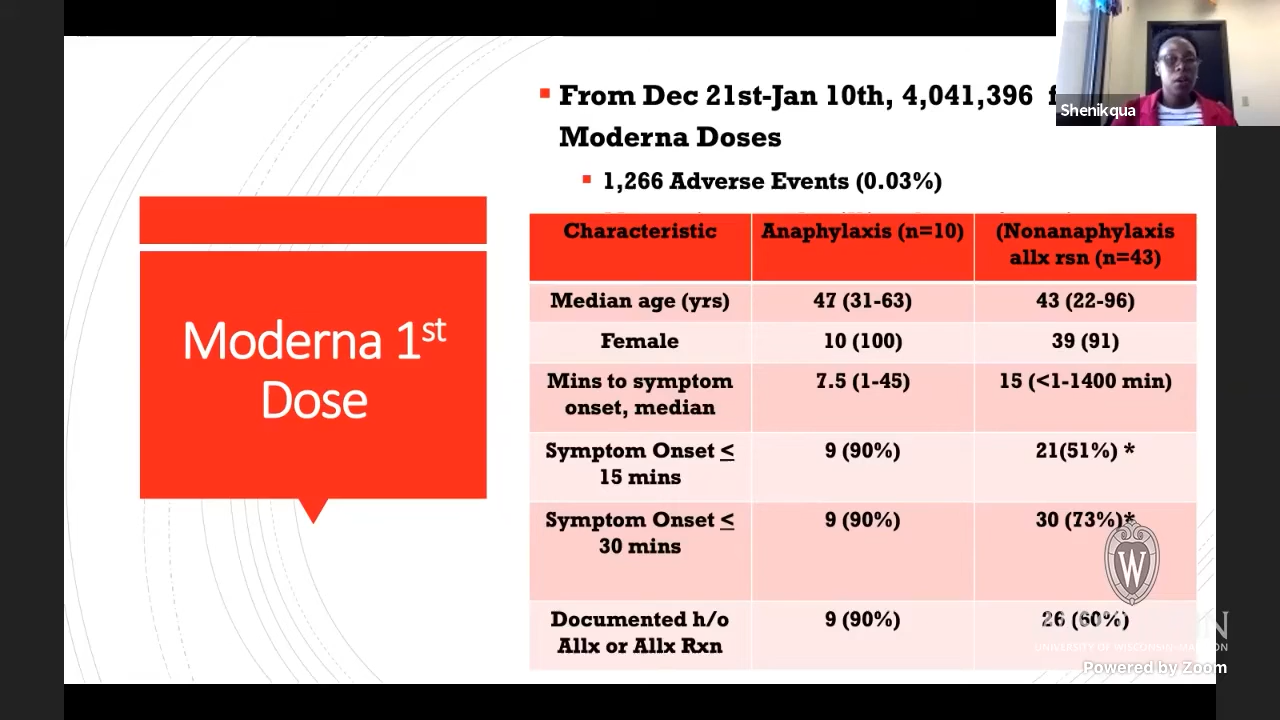 From Dec 21st-Jan 10th, 4,041,396
Moderna Doses
1,266 Adverse Events (0.03%)
Shenikqua
Moderna 1st
Dose
Characteristic
Anaphylaxis (n=10)
(Nonanaphylaxis
allx rsn (n=43)
Median age (yrs)
47 (31-63)
43 (22-96)
Female
10 (100)
39 (91)
Mins to symptom
onset, median
7.5 (1-45)
15 (<1-1400 min)
Symptom Onset ≤
15 mins
9 (90%)
21(51%) *
Symptom Onset ≤
30 mins
9 (90%)
30 (73%)*
Documented h/o
Allx or Allx Rxn
9 (90%)
26 (60%)
W
UNIVERSITY OF WISCONSIN-MADISON
Powered by Zoom